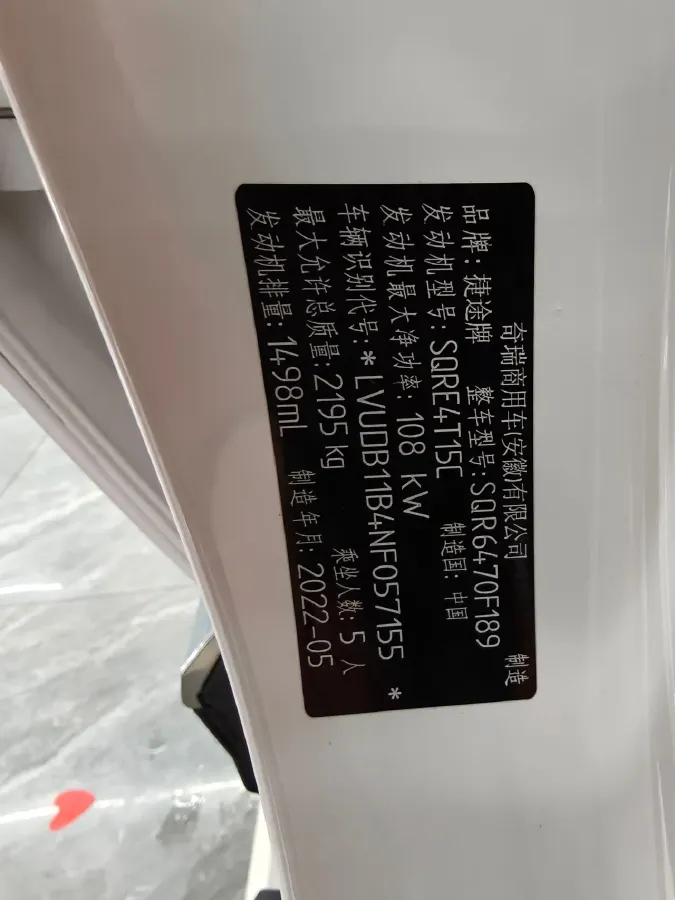 奇瑞商用车(安徽)有限公司 制造
品牌: 捷途牌 整车型号:SQR6470F189
发动机型号:SQRE4T15C 制造国: 中国
发动机最大净功率: 108 kW
车辆识别代号:*LVUDB11B4NF057155 *
最大允许总质量:2195 kg 乘坐人数: 5 人
发动机排量: 1498mL 制造年月: 2022-05